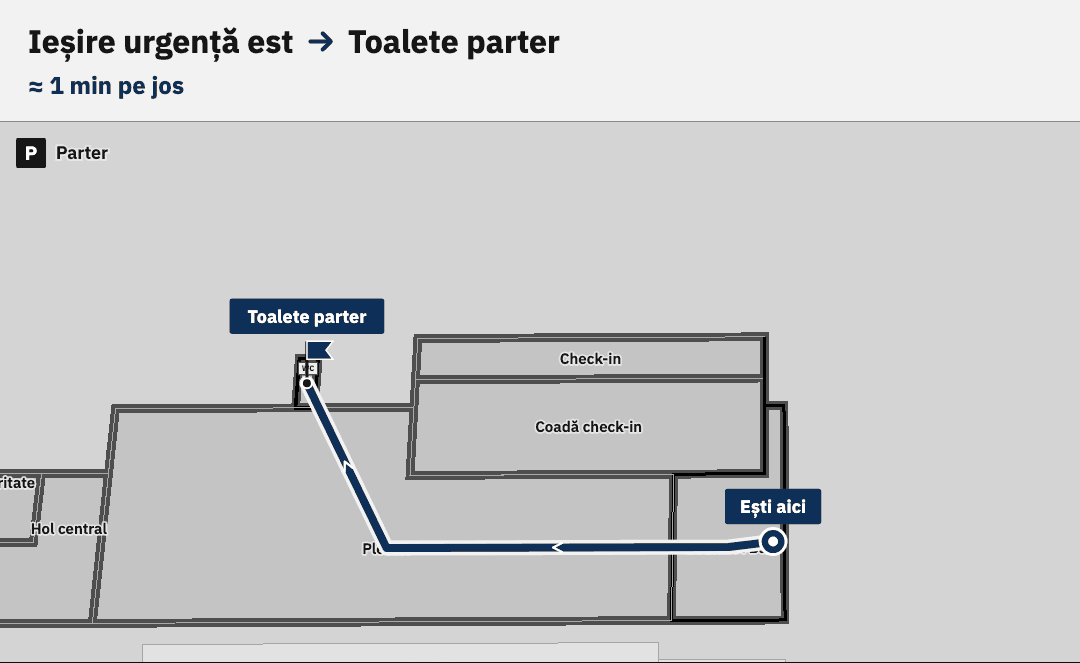 Ieșire urgență est → Toalete parter
≈ 1 min pe jos
P Parter
Toalete parter
WC
Check-in
Coadă check-in
Ești aici
Hol central